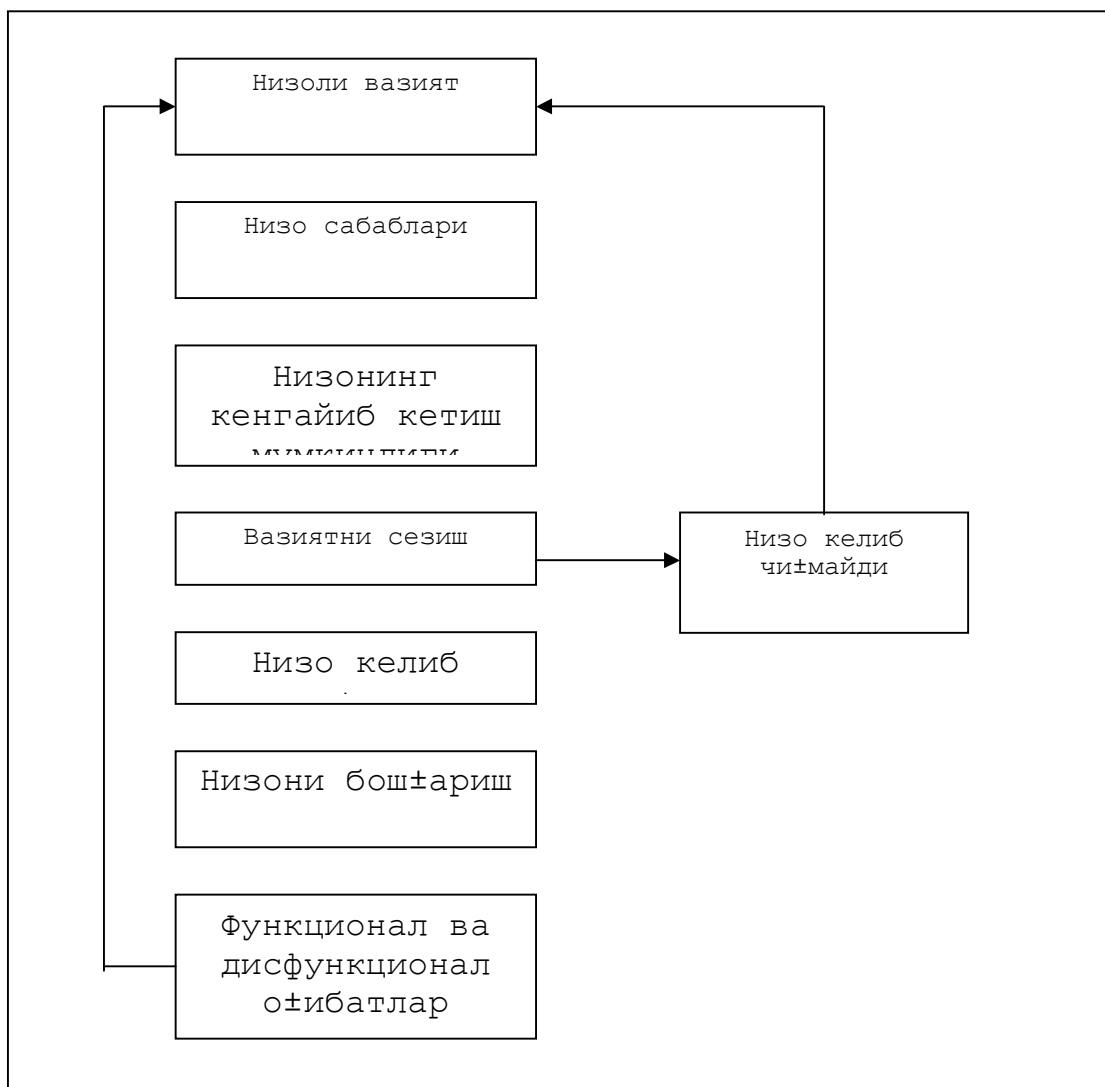 Низоли вазият
Низо сабаблари
Низонинг
кенгайиб кетиш
мумкинлиги
Вазиятни сезиш
Низо келиб
чи±майди
Низо келиб
Низони бош±ариш
Функционал ва
дисфункционал
о±ибатлар